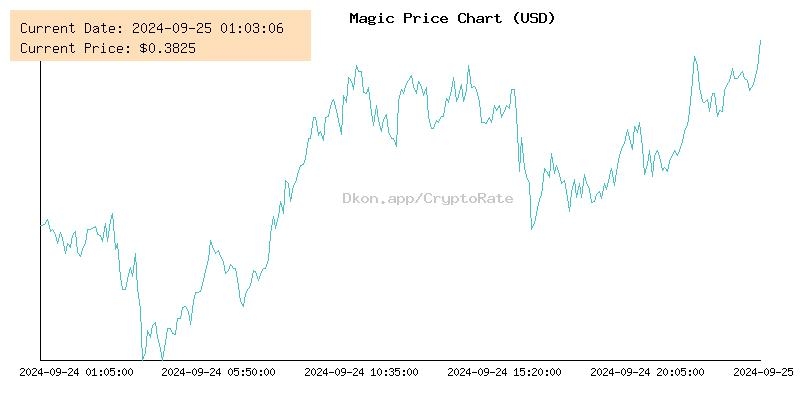 Magic Price Chart (USD)
Current Date: 2024-09-25 01:03:06
Current Price: $0.3825
Dkon.app/CryptoRate
2024-09-24 01:05:00 2024-09-24 05:50:00 2024-09-24 10:35:00 2024-09-24 15:20:00 2024-09-24 20:05:00 2024-09-25